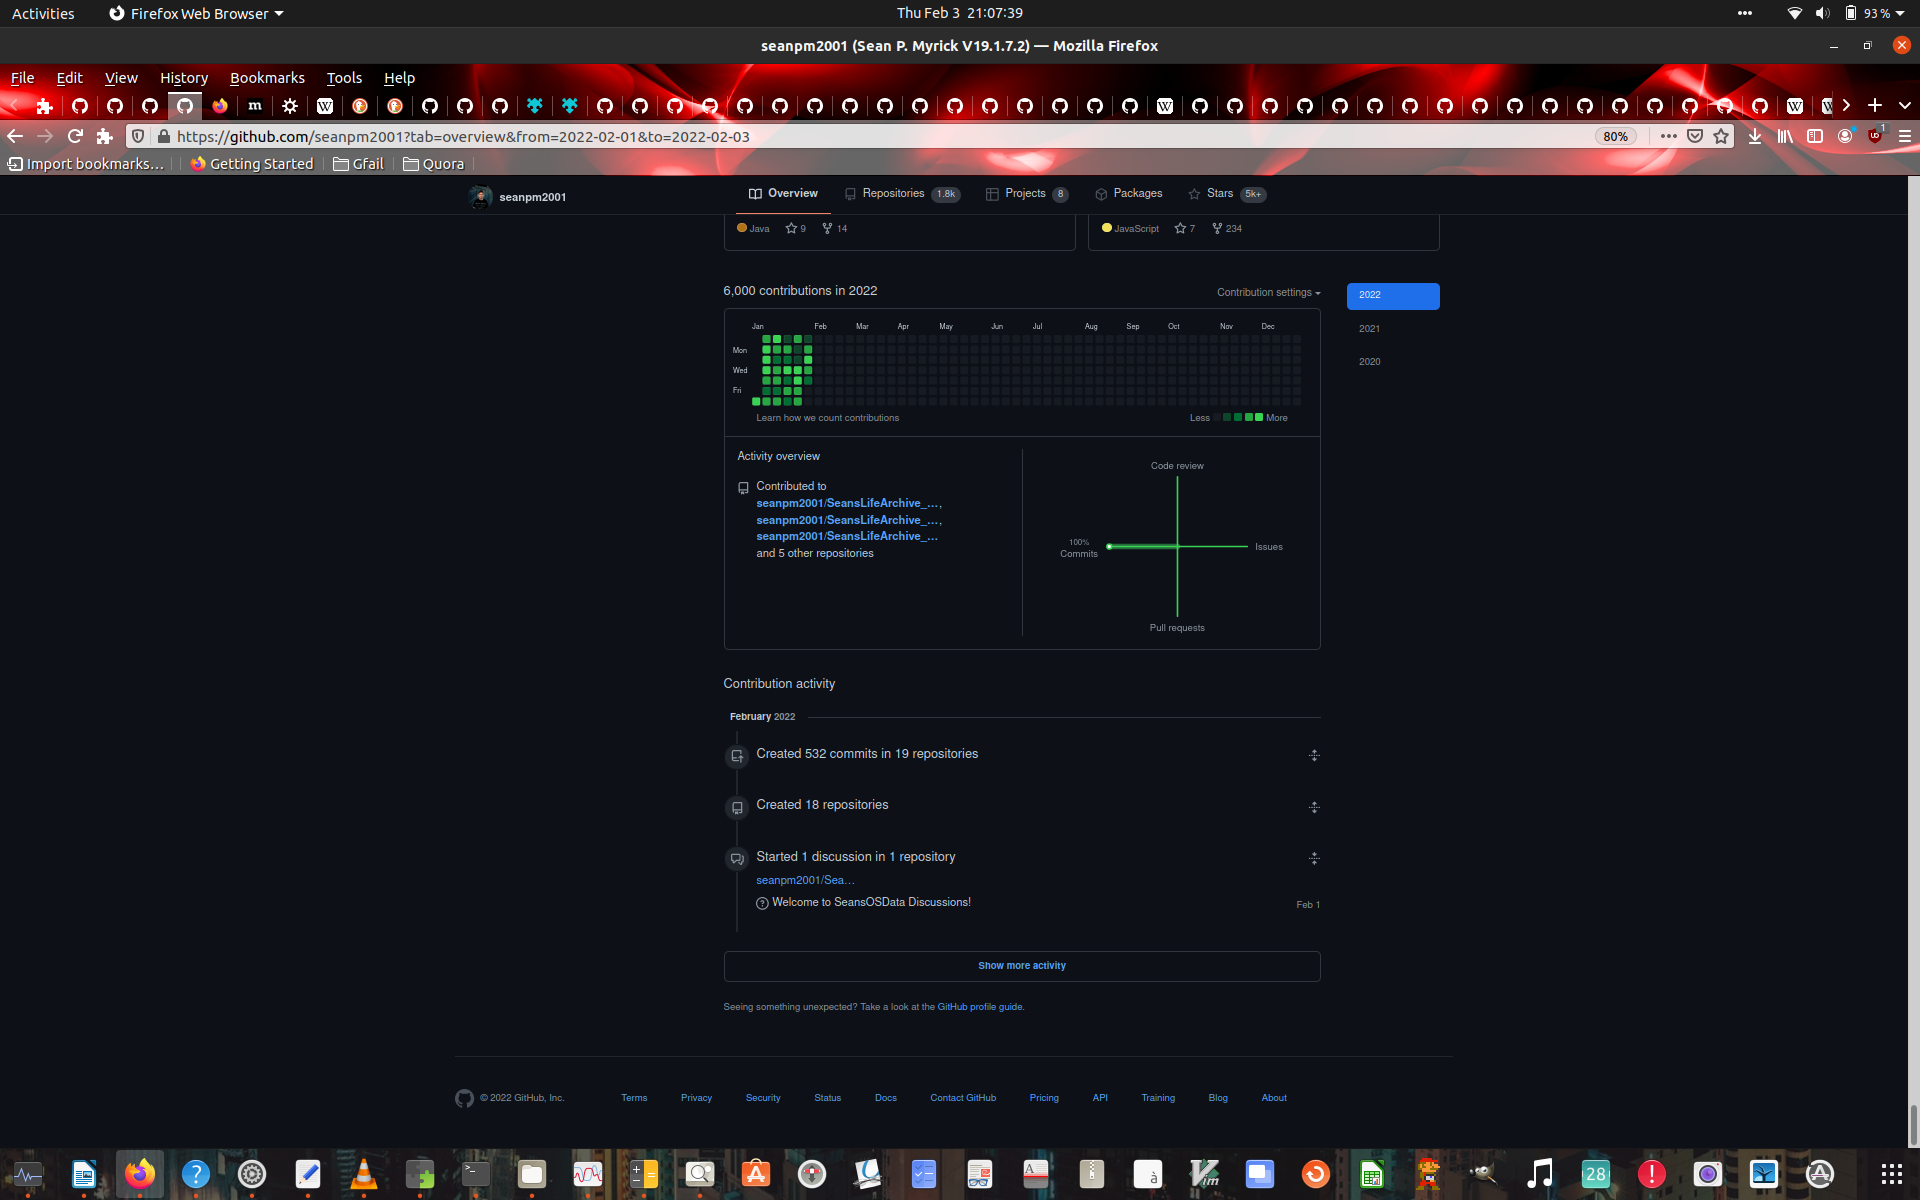 Activities
Firefox Web Browser
Thu Feb 3 21:07:39
93 %
seanpm2001 (Sean P. Myrick V19.1.7.2) — Mozilla Firefox
File Edit View History Bookmarks Tools Help
https://github.com/seanpm2001?tab=overview&from=2022-02-01&to=2022-02-03
80%
1
Import bookmarks...
Getting Started
Gfail
Quora
seanpm2001
Overview
Repositories 1.8k
Projects 8
Packages
Stars 5k+
Java 9 14
JavaScript 7 234
6,000 contributions in 2022
Contribution settings
2022
2021
2020
Jan Feb Mar Apr May Jun Jul Aug Sep Oct Nov Dec
Mon
Wed
Fri
Learn how we count contributions
Less More
Activity overview
Contributed to
seanpm2001/SeansLifeArchive_...,
seanpm2001/SeansLifeArchive_...,
seanpm2001/SeansLifeArchive_...
and 5 other repositories
Code review
100%
Commits
Issues
Pull requests
Contribution activity
February 2022
Created 532 commits in 19 repositories
Created 18 repositories
Started 1 discussion in 1 repository
seanpm2001/Sea...
Welcome to SeansOSData Discussions!
Feb 1
Show more activity
Seeing something unexpected? Take a look at the GitHub profile guide.
© 2022 GitHub, Inc.
Terms
Privacy
Security
Status
Docs
Contact GitHub
Pricing
API
Training
Blog
About
28